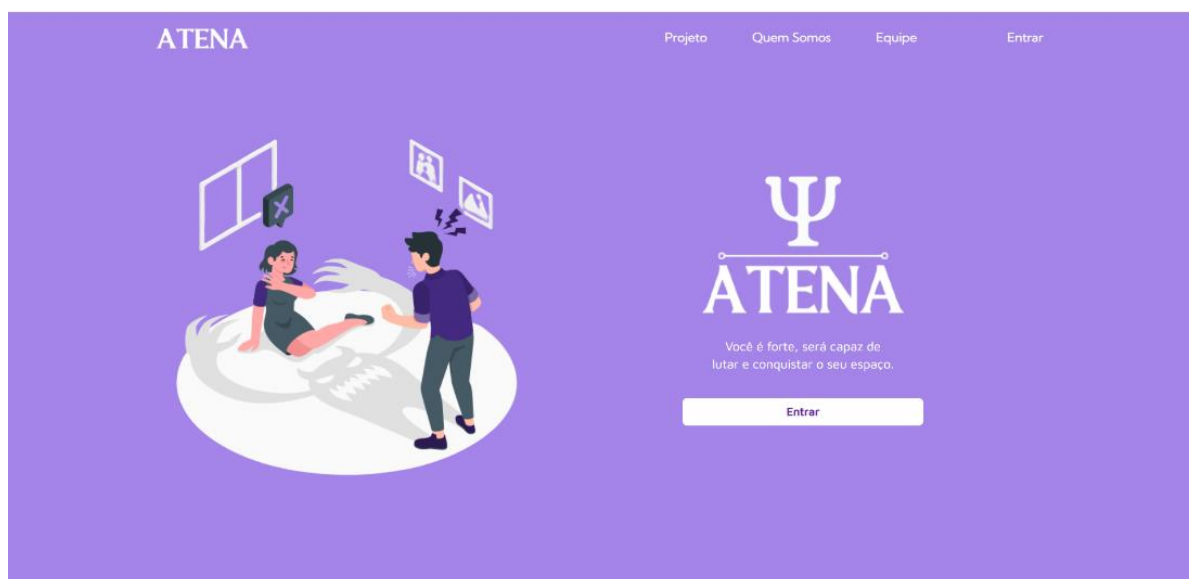 ATENA
Projeto
Quem Somos
Equipe
Entrar
Ψ
ATENA
Você é forte, será capaz de
lutar e conquistar o seu espaço.
Entrar